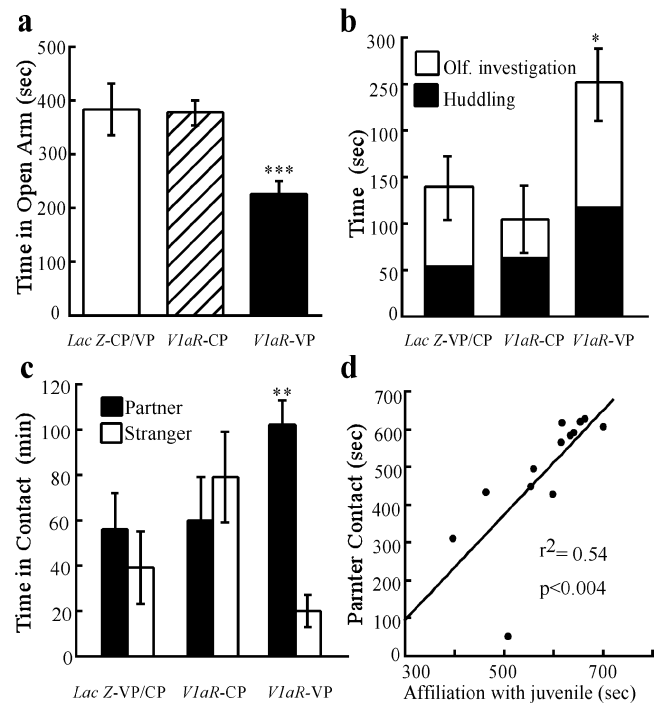 a
Time in Open Arm (sec)
500
400
300
200
100
0
***
Lac Z-CP/VP
V1aR-CP
V1aR-VP
b
Time (sec)
300
250
100
150
100
50
0
Olf. investigation
Huddling
*
Lac Z-VP/CP
V1aR-CP
V1aR-VP
c
Time in Contact (min)
120
100
80
60
40
20
0
Partner
Stranger
**
Lac Z-VP/CP
V1aR-CP
V1aR-VP
d
Parnter Contact (sec)
700
600
500
400
300
200
100
0
r2= 0.54
p<0.004
300
500
700
Affiliation with juvenile (sec)